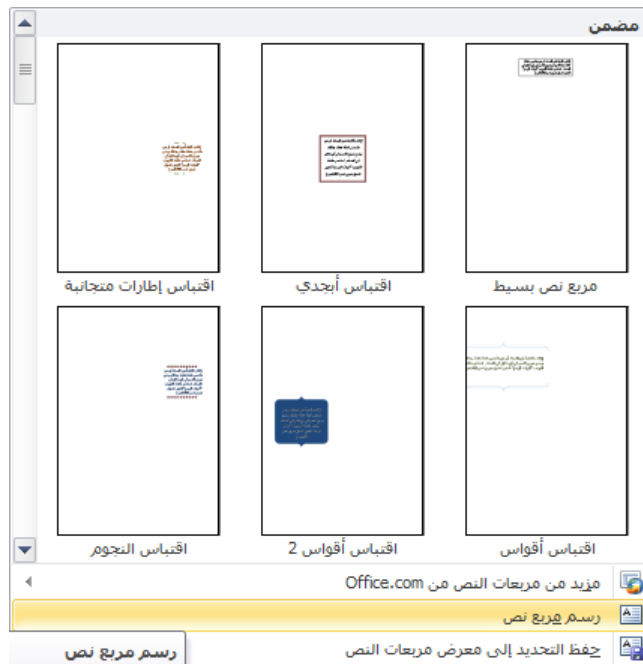 مضمن
مربع نص بسيط
اقتباس أبجدي
اقتباس إطارات متجانبة
اقتباس أقواس
اقتباس أقواس 2
اقتباس النجوم
مزيد من مربعات النص من Office.com
رسم مربع نص
حفظ التحديد إلى معرض مربعات النص
رسم مربع نص